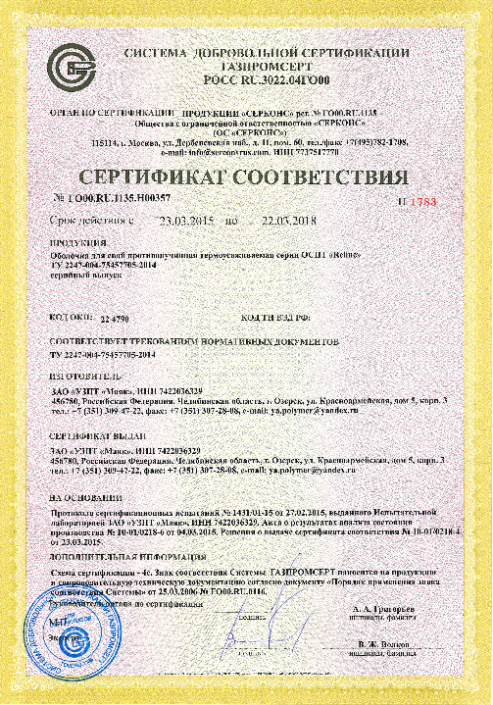 СИСТЕМА ДОБРОВОЛЬНОЙ СЕРТИФИКАЦИИ
ГАЗПРОМСЕРТ
РОСС RU.3022.04ГО00
ОРГАН ПО СЕРТИФИКАЦИИ ПРОДУКЦИИ «СЕРКОНС» рег. № ГО00.RU.1135
Общества с ограниченной ответственностью «СЕРКОНС»
(ОС «СЕРКОНС»)
115114, г. Москва, ул. Дербеневская наб., д. 11, пом. 60, тел./факс +7(495)782-1708,
e-mail: info@serconsrus.com, ИНН 7737517770
СЕРТИФИКАТ СООТВЕТСТВИЯ
№ ГО00.RU.1135.Н00357
П 1783
Срок действия с 23.03.2015 по 22.03.2018
ПРОДУКЦИЯ
Оболочка для свай противопучинная термоусаживаемая серии ОСПТ «Reline»
ТУ 2247-004-75457705-2014
серийный выпуск
КОД ОКП: 22 4790 КОД ТН ВЭД РФ:
СООТВЕТСТВУЕТ ТРЕБОВАНИЯМ НОРМАТИВНЫХ ДОКУМЕНТОВ
ТУ 2247-004-75457705-2014
ИЗГОТОВИТЕЛЬ
ЗАО «УЗПТ «Маяк», ИНН 7422036329
456780, Российская Федерация, Челябинская область, г. Озерск, ул. Красноармейская, дом 5, корп. 3
тел.: +7 (351) 309-47-22, факс: +7 (351) 307-28-08, e-mail: ya.polymer@yandex.ru
СЕРТИФИКАТ ВЫДАН
ЗАО «УЗПТ «Маяк», ИНН 7422036329
456780, Российская Федерация, Челябинская область, г. Озерск, ул. Красноармейская, дом 5, корп. 3
тел.: +7 (351) 309-47-22, факс: +7 (351) 307-28-08, e-mail: ya.polymer@yandex.ru
НА ОСНОВАНИИ
Протокола сертификационных испытаний № 1431/01-15 от 27.02.2015, выданного Испытательной
лабораторией ЗАО «УЗПТ «Маяк», ИНН 7422036329. Акта о результатах анализа состояния
производства № 10-01/0218-6 от 04.03.2015. Решения о выдаче сертификата соответствия № 10-01/0218-4
от 23.03.2015.
ДОПОЛНИТЕЛЬНАЯ ИНФОРМАЦИЯ
Схема сертификации - 4с. Знак соответствия Системы ГАЗПРОМСЕРТ наносится на продукцию
и сопроводительную техническую документацию согласно документу «Порядок применения знака
соответствия Системы» от 25.03.2006 № ГО00.RU.0116.
Руководитель органа по сертификации
А. А. Григорьев
подпись инициалы, фамилия
М.П.
Эксперт
В. Ж. Волков
подпись инициалы, фамилия